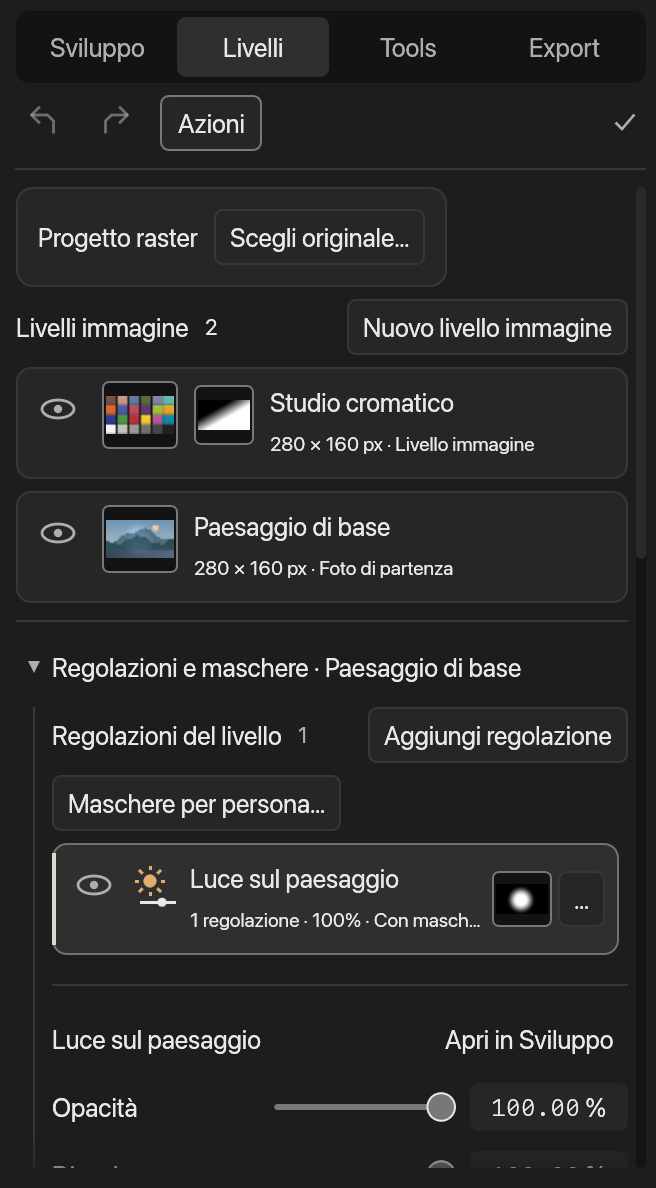 Sviluppo Livelli Tools Export
Azioni
Progetto raster Scegli originale...
Livelli immagine 2 Nuovo livello immagine
Studio cromatico
280 × 160 px · Livello immagine
Paesaggio di base
280 × 160 px · Foto di partenza
Regolazioni e maschere · Paesaggio di base
Regolazioni del livello 1 Aggiungi regolazione
Maschere per persona...
Luce sul paesaggio
1 regolazione · 100% · Con masch... ...
Luce sul paesaggio Apri in Sviluppo
Opacità 100.00 %